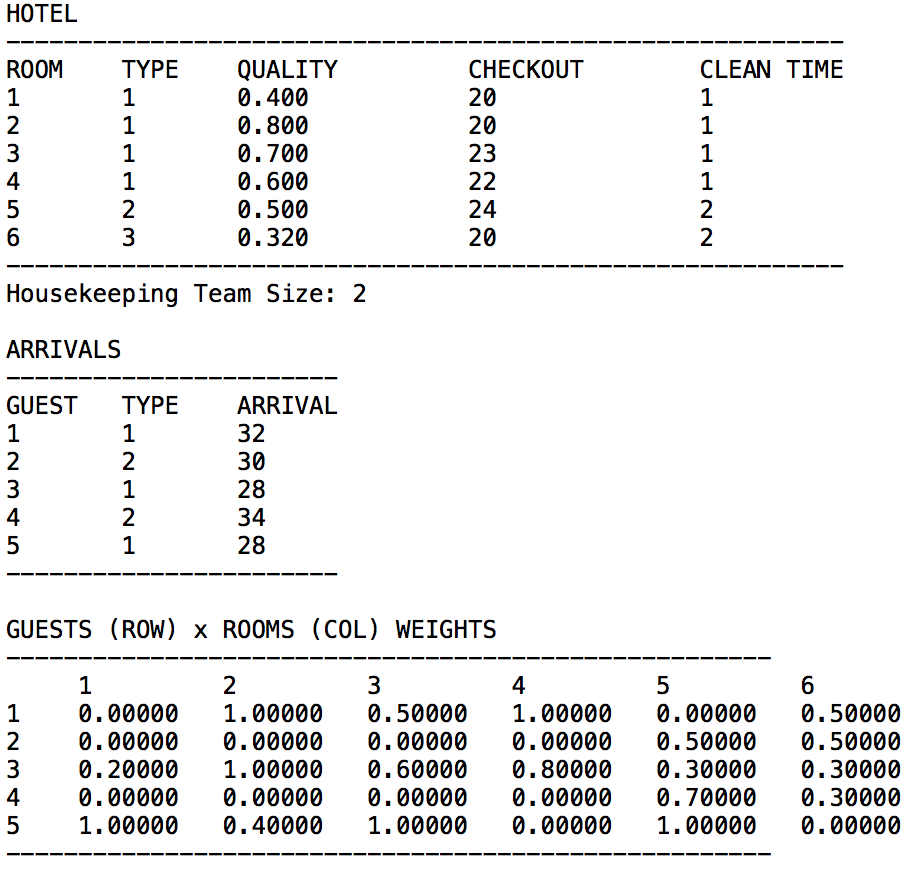 HOTEL
----------------------------------------------------------
ROOM    TYPE    QUALITY         CHECKOUT        CLEAN TIME
1       1       0.400           20              1
2       1       0.800           20              1
3       1       0.700           23              1
4       1       0.600           22              1
5       2       0.500           24              2
6       3       0.320           20              2
----------------------------------------------------------
Housekeeping Team Size: 2

ARRIVALS
-----------------------
GUEST   TYPE    ARRIVAL
1       1       32
2       2       30
3       1       28
4       2       34
5       1       28
-----------------------

GUESTS (ROW) x ROOMS (COL) WEIGHTS
-----------------------------------------------------
     1         2         3         4         5         6
1    0.00000   1.00000   0.50000   1.00000   0.00000   0.50000
2    0.00000   0.00000   0.00000   0.00000   0.50000   0.50000
3    0.20000   1.00000   0.60000   0.80000   0.30000   0.30000
4    0.00000   0.00000   0.00000   0.00000   0.70000   0.30000
5    1.00000   0.40000   1.00000   0.00000   1.00000   0.00000
-----------------------------------------------------